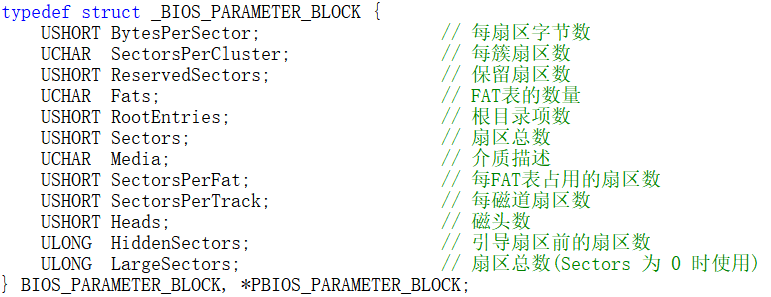 typedef struct _BIOS_PARAMETER_BLOCK {
    USHORT BytesPerSector;                  // 每扇区字节数
    UCHAR  SectorsPerCluster;               // 每簇扇区数
    USHORT ReservedSectors;                 // 保留扇区数
    UCHAR  Fats;                            // FAT表的数量
    USHORT RootEntries;                     // 根目录项数
    USHORT Sectors;                         // 扇区总数
    UCHAR  Media;                           // 介质描述
    USHORT SectorsPerFat;                   // 每FAT表占用的扇区数
    USHORT SectorsPerTrack;                 // 每磁道扇区数
    USHORT Heads;                           // 磁头数
    ULONG  HiddenSectors;                   // 引导扇区前的扇区数
    ULONG  LargeSectors;                    // 扇区总数(Sectors 为 0 时使用)
} BIOS_PARAMETER_BLOCK, *PBIOS_PARAMETER_BLOCK;